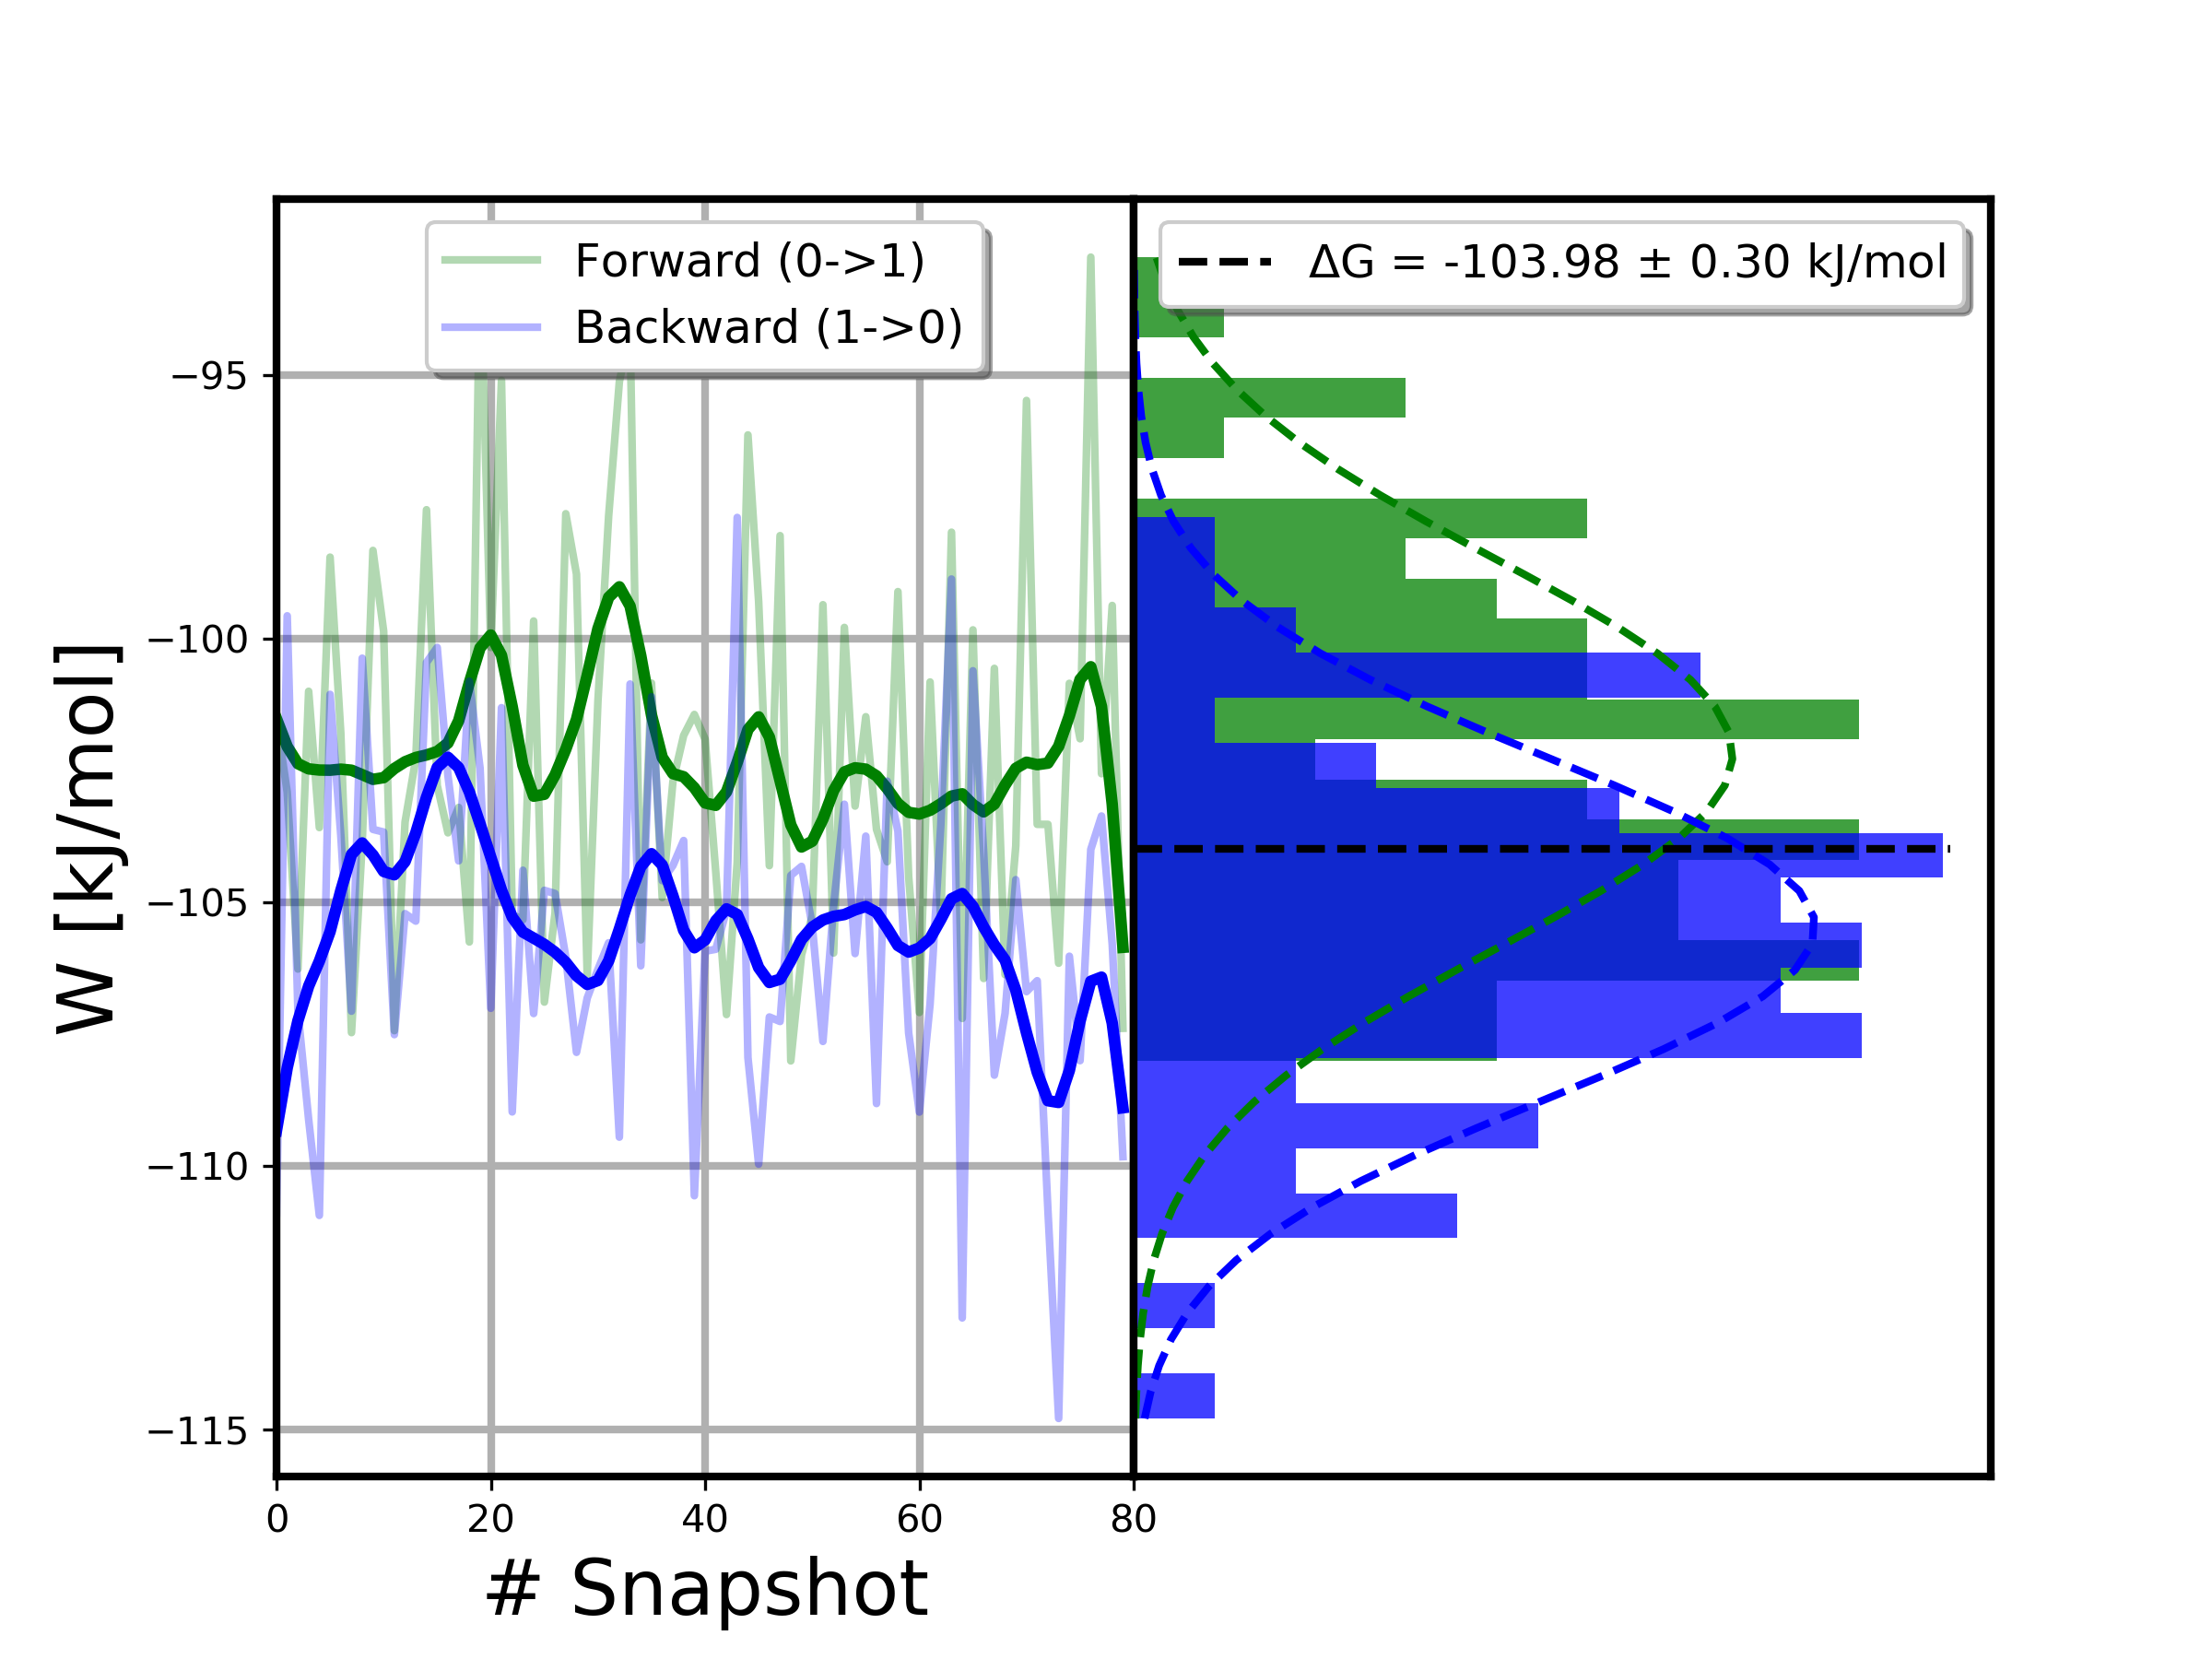 Forward (0->1)
Backward (1->0)
ΔG = -103.98 ± 0.30 kJ/mol
W [kJ/mol]
−95
−100
−105
−110
−115
0
20
40
60
80
# Snapshot